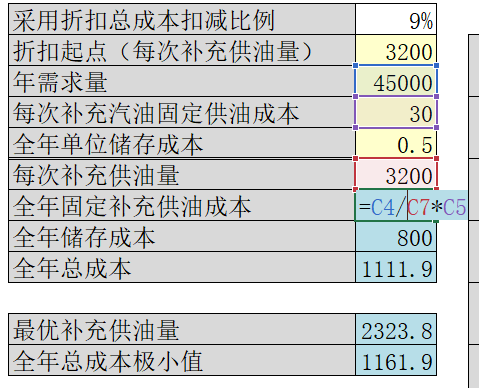 采用折扣总成本扣减比例 9%
折扣起点（每次补充供油量） 3200
年需求量 45000
每次补充汽油固定供油成本 30
全年单位储存成本 0.5
每次补充供油量 3200
全年固定补充供油成本 =C4/C7*C5
全年储存成本 800
全年总成本 1111.9
最优补充供油量 2323.8
全年总成本极小值 1161.9